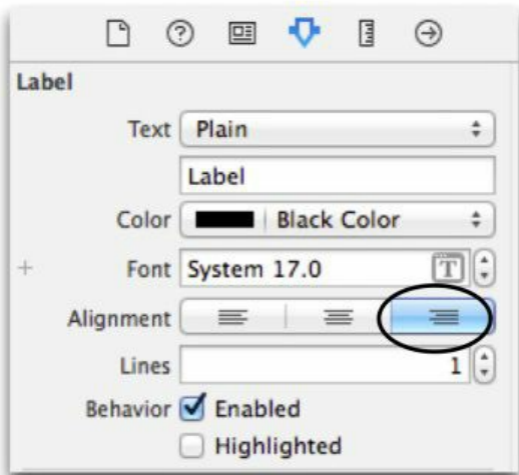 Label
Text Plain
Label
Color Black Color
+ Font System 17.0 T
Alignment
Lines 1
Behavior Enabled
Highlighted